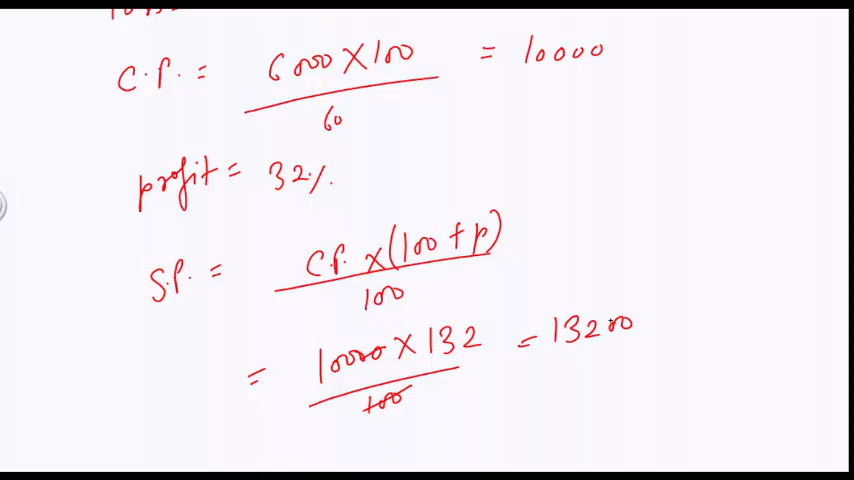 C.P. = 6000 X 100 / 60 = 10000
profit = 32%.
S.P. = C.P. x (100 + p) / 100
= 10000 X 132 / 100 = 13200